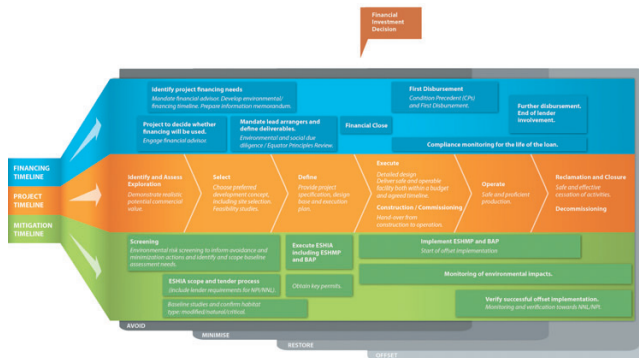 Financial
Investment
Decision
Identify project financing needs
Mandate financial advisor. Develop environmental/
financing timeline. Prepare information memorandum.
First Disbursement
Condition Precedent (CPs)
and First Disbursement.
Further disbursement.
End of lender
involvement.
Project to decide whether
financing will be used.
Engage financial advisor.
Mandate lead arrangers and
define deliverables.
Environmental and social due
diligence / Equator Principles Review.
Financial Close
Compliance monitoring for the life of the loan.
FINANCING
TIMELINE
PROJECT
TIMELINE
MITIGATION
TIMELINE
Identify and Assess
Exploration
Demonstrate realistic
potential commercial
value.
Select
Choose preferred
development concept,
including site selection.
Feasibility studies.
Define
Provide project
specification, design
base and execution
plan.
Execute
Detailed design
Deliver safe and operable
facility both within a budget
and agreed timeline.
Construction / Commissioning
Hand over from
construction to operation.
Operate
Safe and proficient
production.
Reclamation and Closure
Safe and effective
cessation of activities.
Decommissioning
Screening
Environmental risk screening to inform avoidance and
minimization actions and identify and scope baseline
assessment needs.
Execute ESHIA
including ESHMP
and BAP
Implement ESHMP and BAP
Start of offset implementation
Monitoring of environmental impacts.
ESHIA scope and tender process
(include lender requirements for NPI/NNL).
Obtain key permits.
Baseline studies and confirm habitat
type: modified natural/critical.
Verify successful offset implementation.
Monitoring and verification towards NNL/NPI.
AVOID
MINIMISE
RESTORE
OFFSET